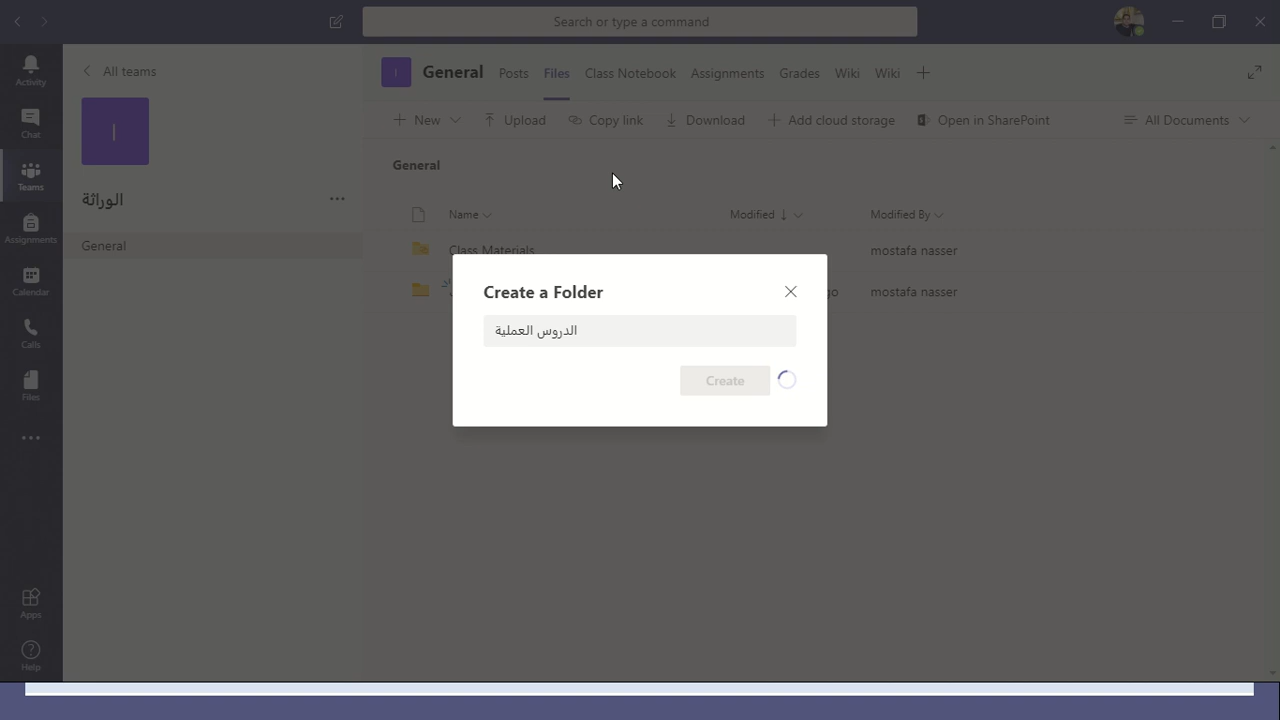 Search or type a command
Activity
Chat
Teams
Assignments
Calendar
Calls
Files
Apps
Help
All teams
ا
الوراثة
General
ا
General
Posts
Files
Class Notebook
Assignments
Grades
Wiki
Wiki
New
Upload
Copy link
Download
Add cloud storage
Open in SharePoint
All Documents
General
Name
Modified
Modified By
Class Materials
mostafa nasser
go
mostafa nasser
Create a Folder
الدروس العملية
Create